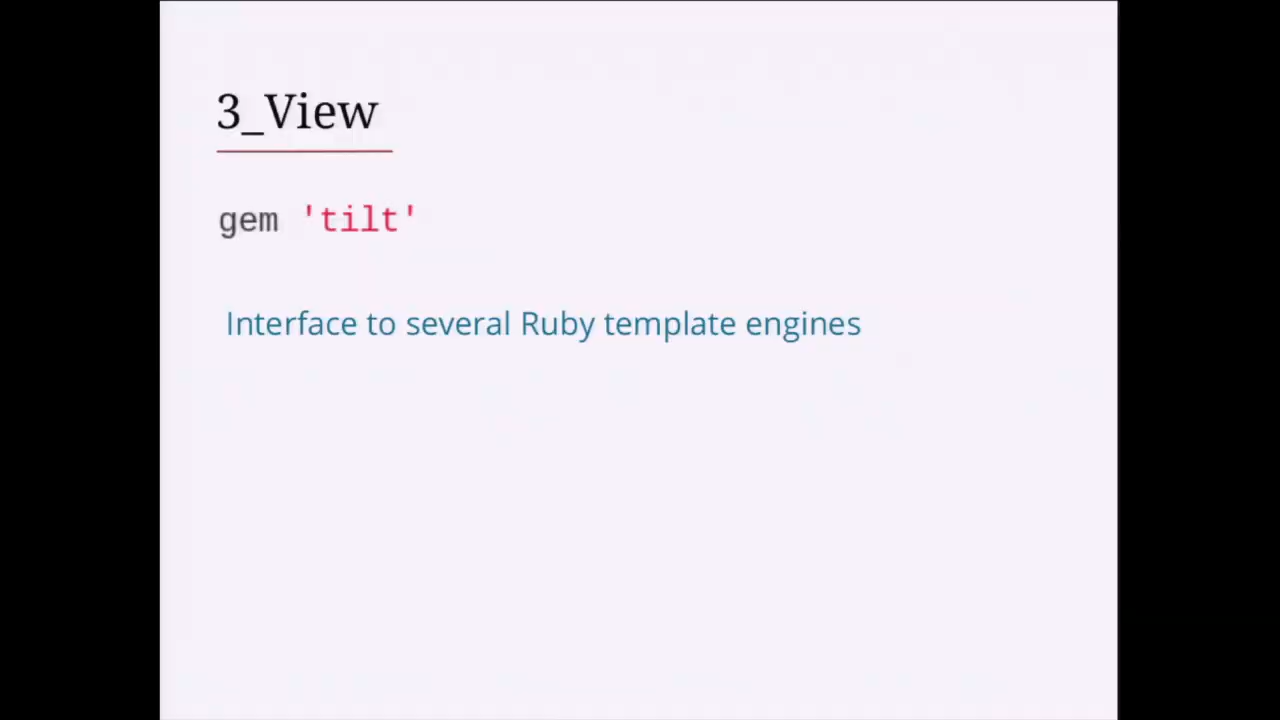 3_View
gem 'tilt'
Interface to several Ruby template engines